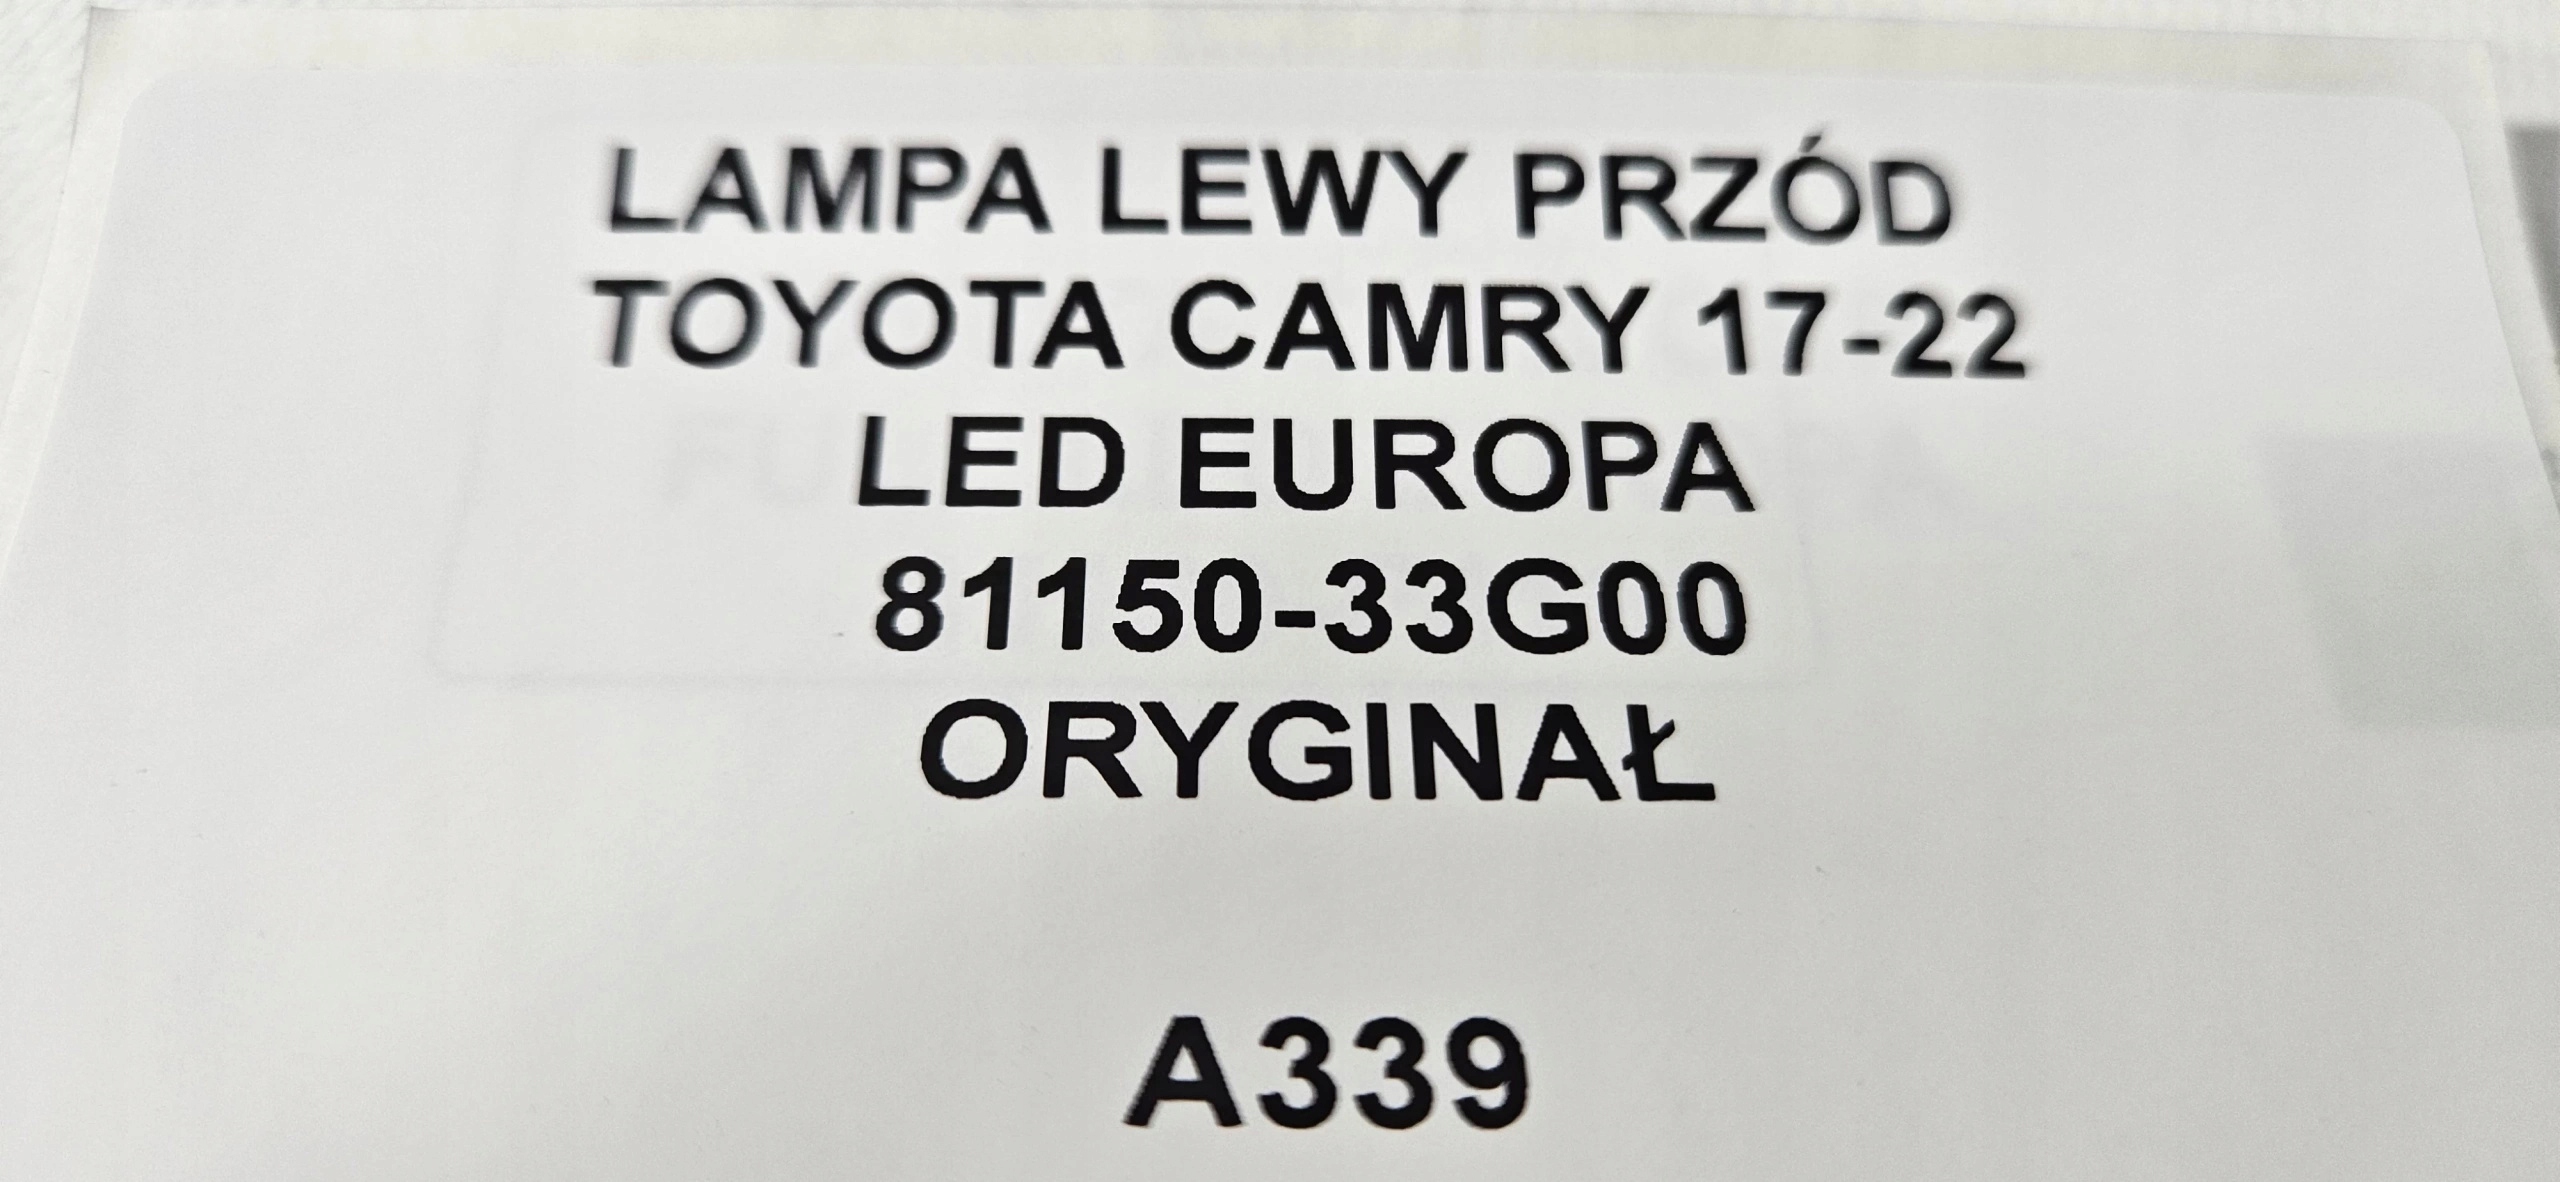 LAMPA LEWY PRZÓD
TOYOTA CAMRY 17-22
LED EUROPA
81150-33G00
ORYGINAŁ
A339